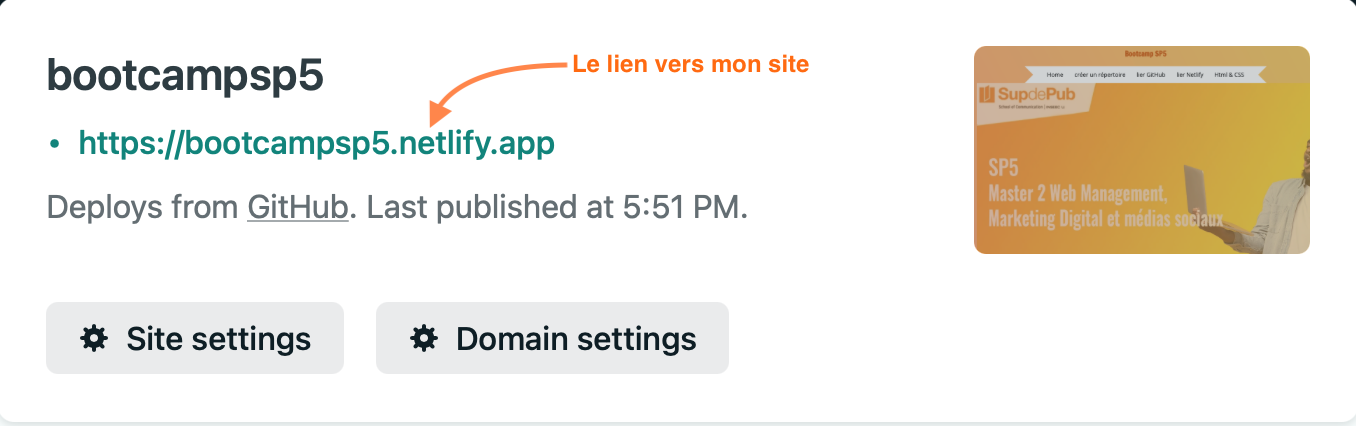 bootcampsp5
Le lien vers mon site
• https://bootcampsp5.netlify.app
Deploys from GitHub. Last published at 5:51 PM.
Site settings
Domain settings
Bootcamp SP5
Home créer un répertoire lier GitHub lier Netlify Html & CSS
SupdePub
SP5
Master 2 Web Management,
Marketing Digital et médias sociaux